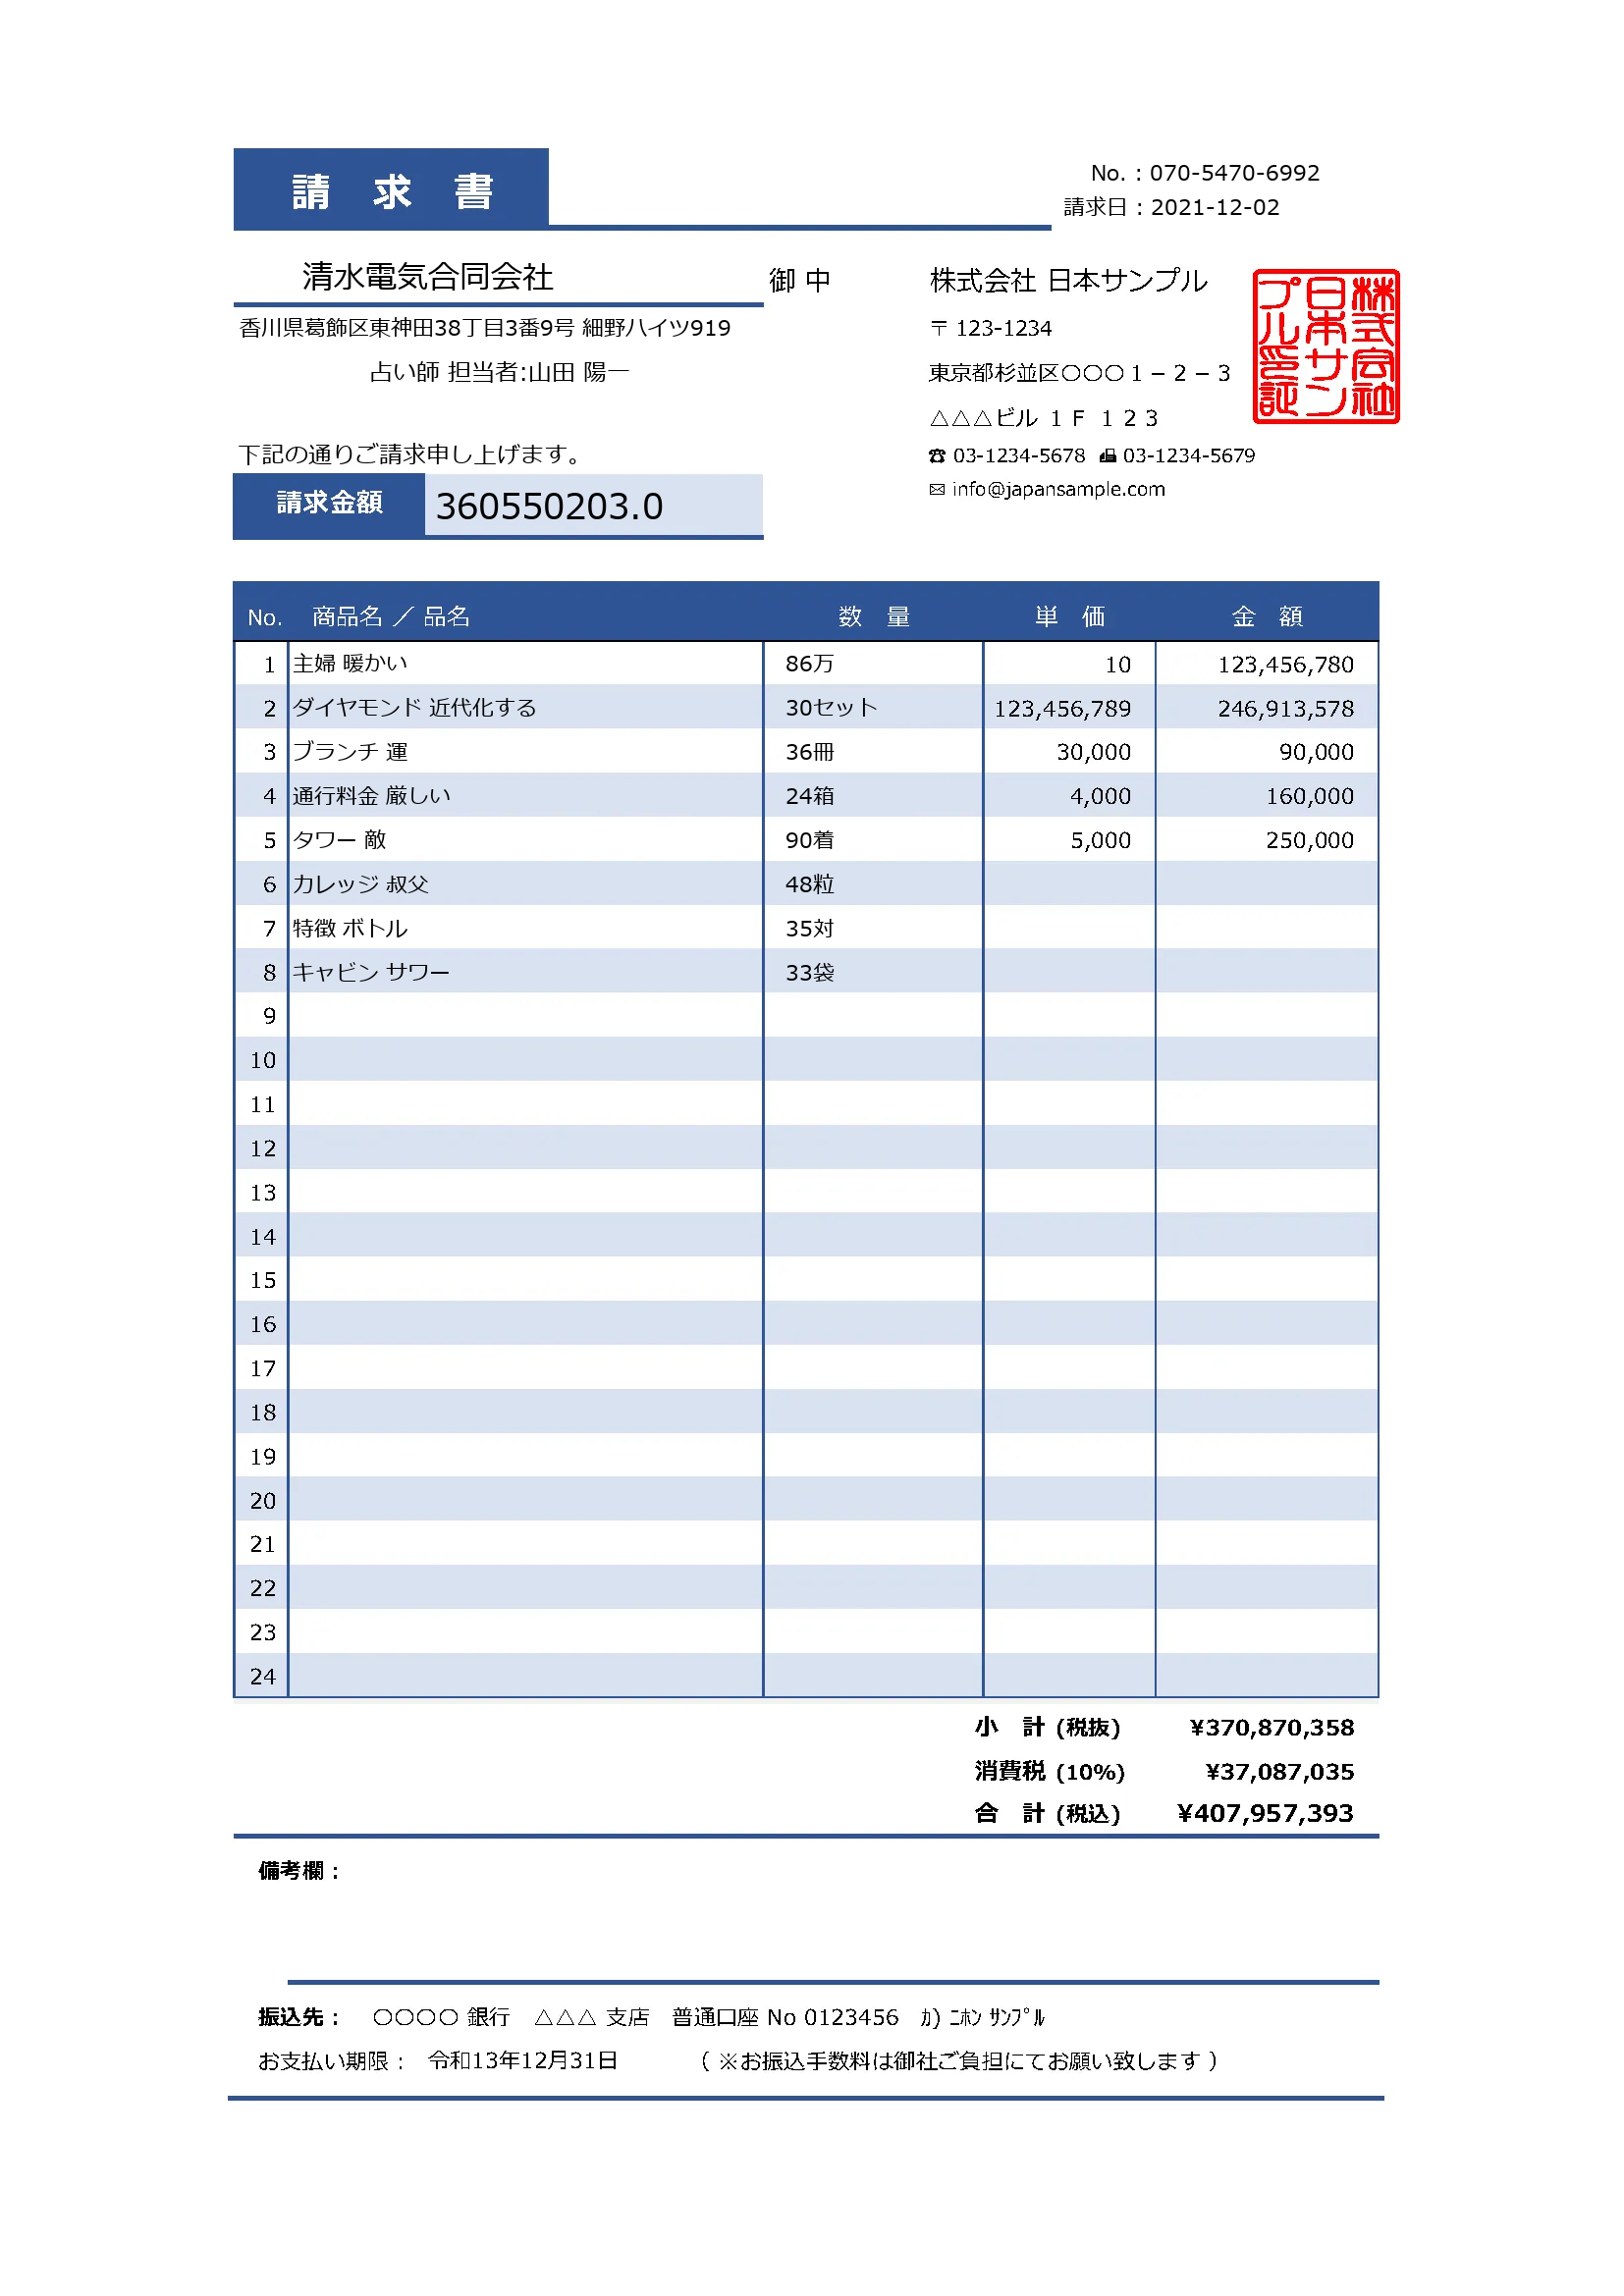 請 求 書
No. : 070-5470-6992
請求日 : 2021-12-02
清水電気合同会社 御 中
香川県葛飾区東神田38丁目3番9号 細野ハイツ919
占い師 担当者:山田 陽一
株式会社 日本サンプル
〒 123-1234
東京都杉並区〇〇〇１－２－３
△△△ビル １Ｆ １２３
☎ 03-1234-5678 📠 03-1234-5679
✉ info@japansample.com
株式会社
日本サン
プル印証
下記の通りご請求申し上げます。
請求金額 360550203.0
No. 商品名 ／ 品名 数 量 単 価 金 額
1 主婦 暖かい 86万 10 123,456,780
2 ダイヤモンド 近代化する 30セット 123,456,789 246,913,578
3 ブランチ 運 36冊 30,000 90,000
4 通行料金 厳しい 24箱 4,000 160,000
5 タワー 敵 90着 5,000 250,000
6 カレッジ 叔父 48粒
7 特徴 ボトル 35対
8 キャビン サワー 33袋
9
10
11
12
13
14
15
16
17
18
19
20
21
22
23
24
小 計 (税抜) ¥370,870,358
消費税 (10%) ¥37,087,035
合 計 (税込) ¥407,957,393
備考欄 :
振込先 : 〇〇〇〇 銀行 △△△ 支店 普通口座 No 0123456 ｶ) ﾆﾎﾝ ｻﾝﾌﾟﾙ
お支払い期限 : 令和13年12月31日 ( ※お振込手数料は御社ご負担にてお願い致します )